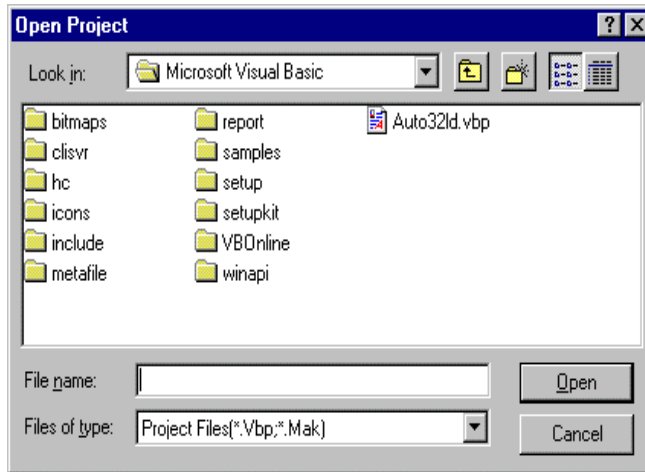 Open Project
Look in: Microsoft Visual Basic
bitmaps report Auto32ld.vbp
clisvr samples
hc setup
icons setupkit
include VBOnline
metafile winapi
File name: Open
Files of type: Project Files(*.Vbp;*.Mak) Cancel